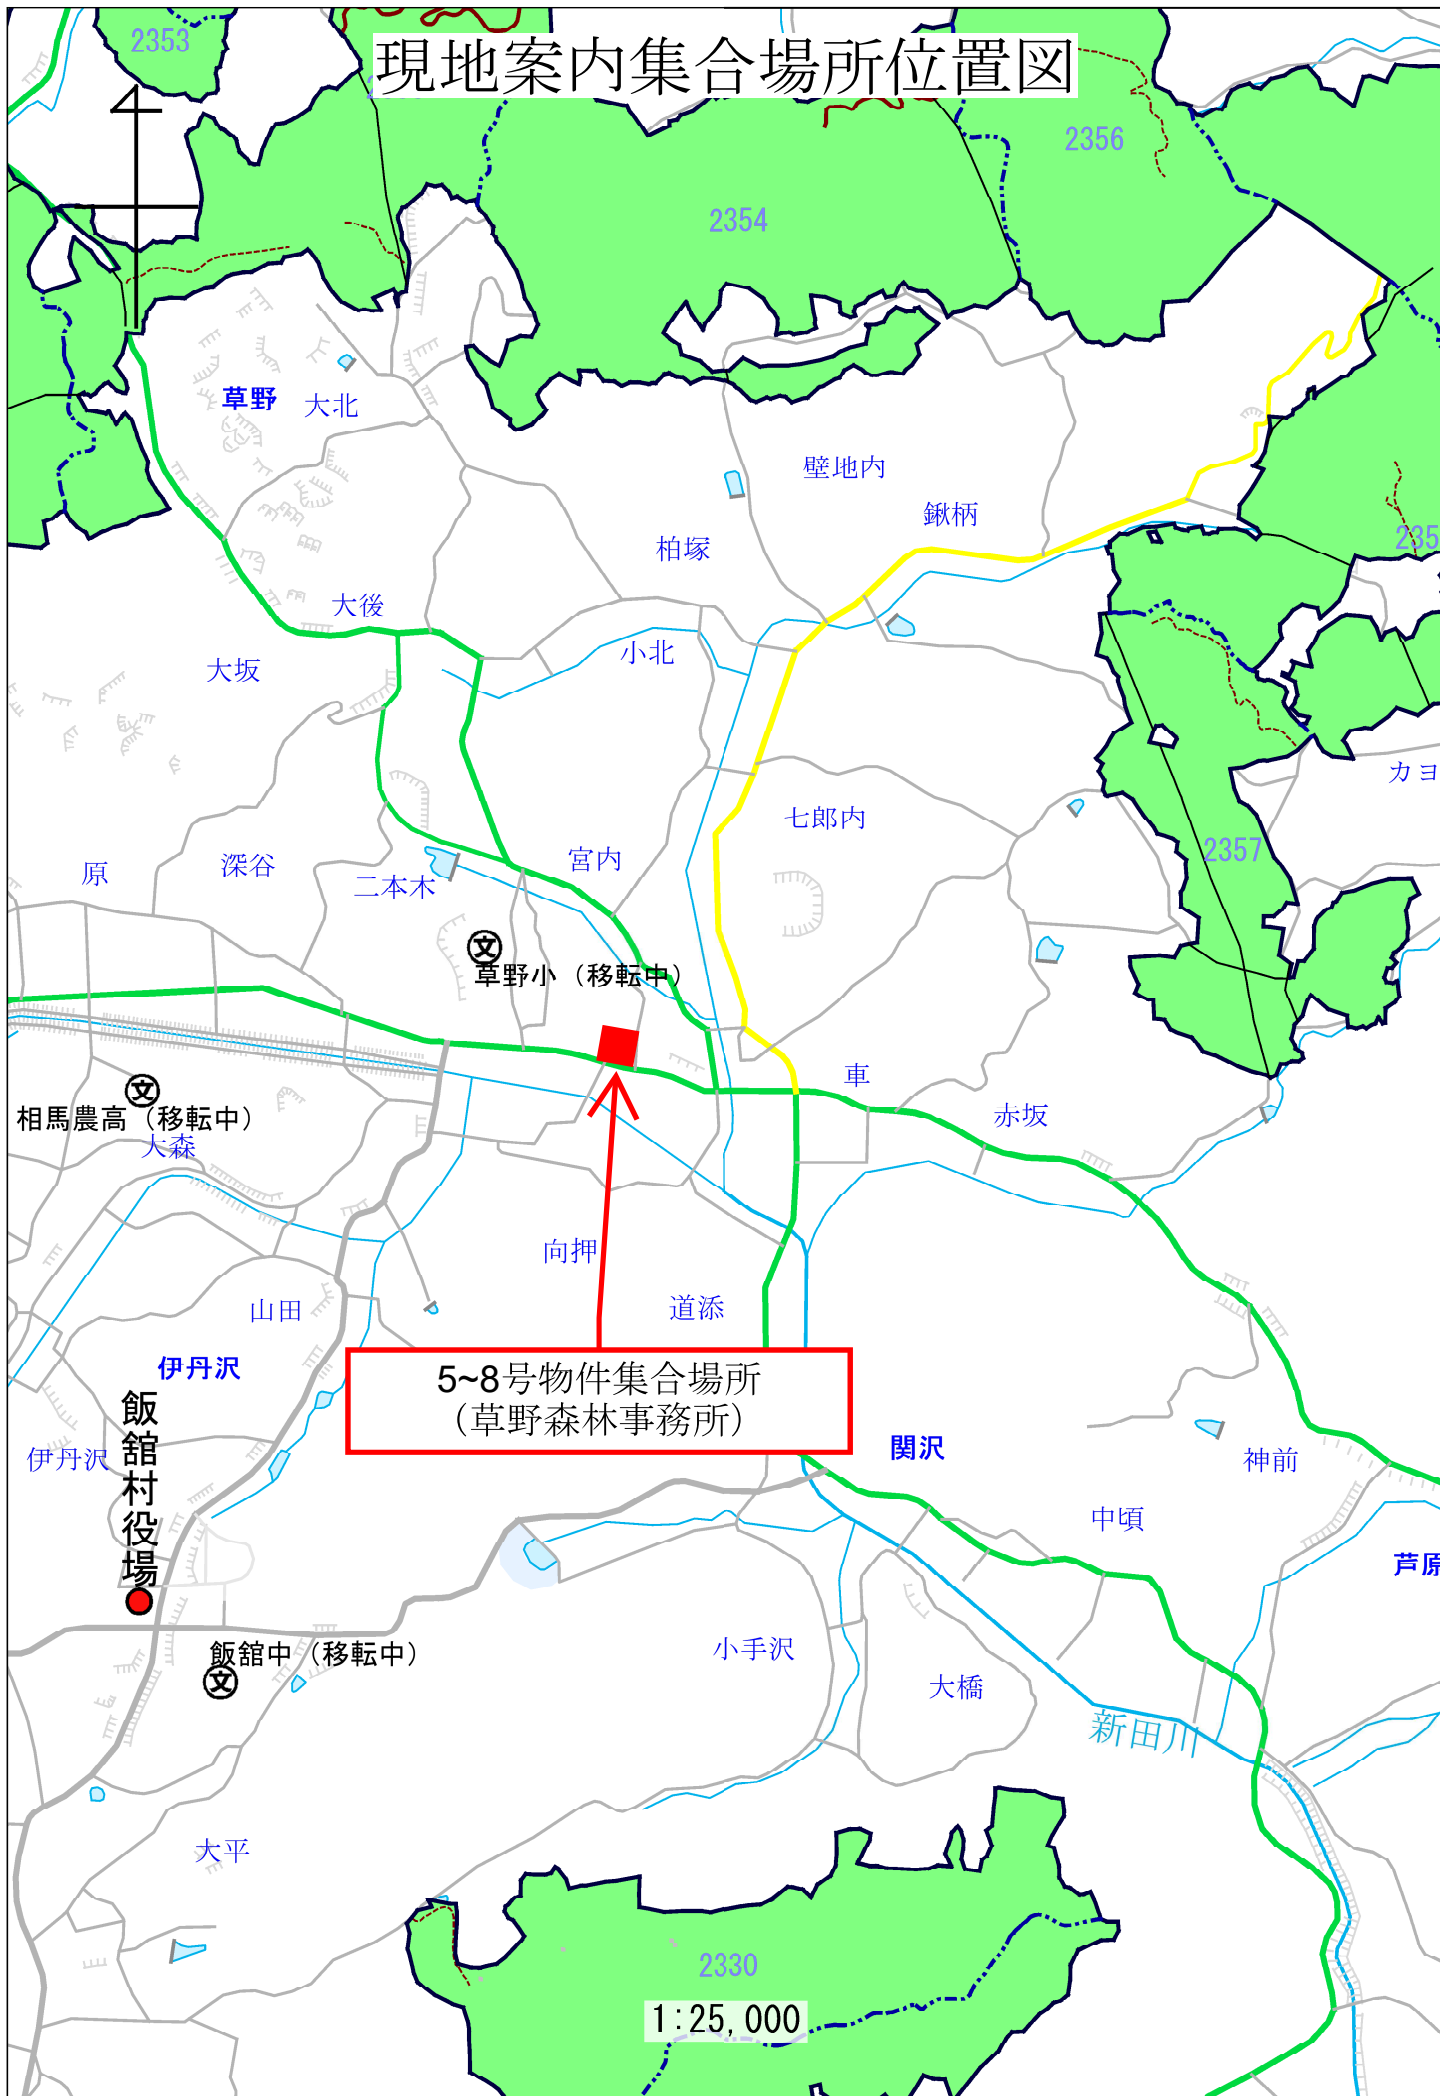 現地案内集合場所位置図
2353
2356
2354
草野
大北
壁地内
鍬柄
235
柏塚
大後
小北
大坂
カヨ
七郎内
2357
宮内
深谷
原
二本木
文
草野小（移転中）
車
文
相馬農高（移転中）
赤坂
大森
向押
山田
道添
伊丹沢
5~8号物件集合場所
（草野森林事務所）
飯舘村役場
関沢
伊丹沢
神前
中頃
芦原
飯舘中（移転中）
文
小手沢
大橋
新田川
大平
2330
1:25,000